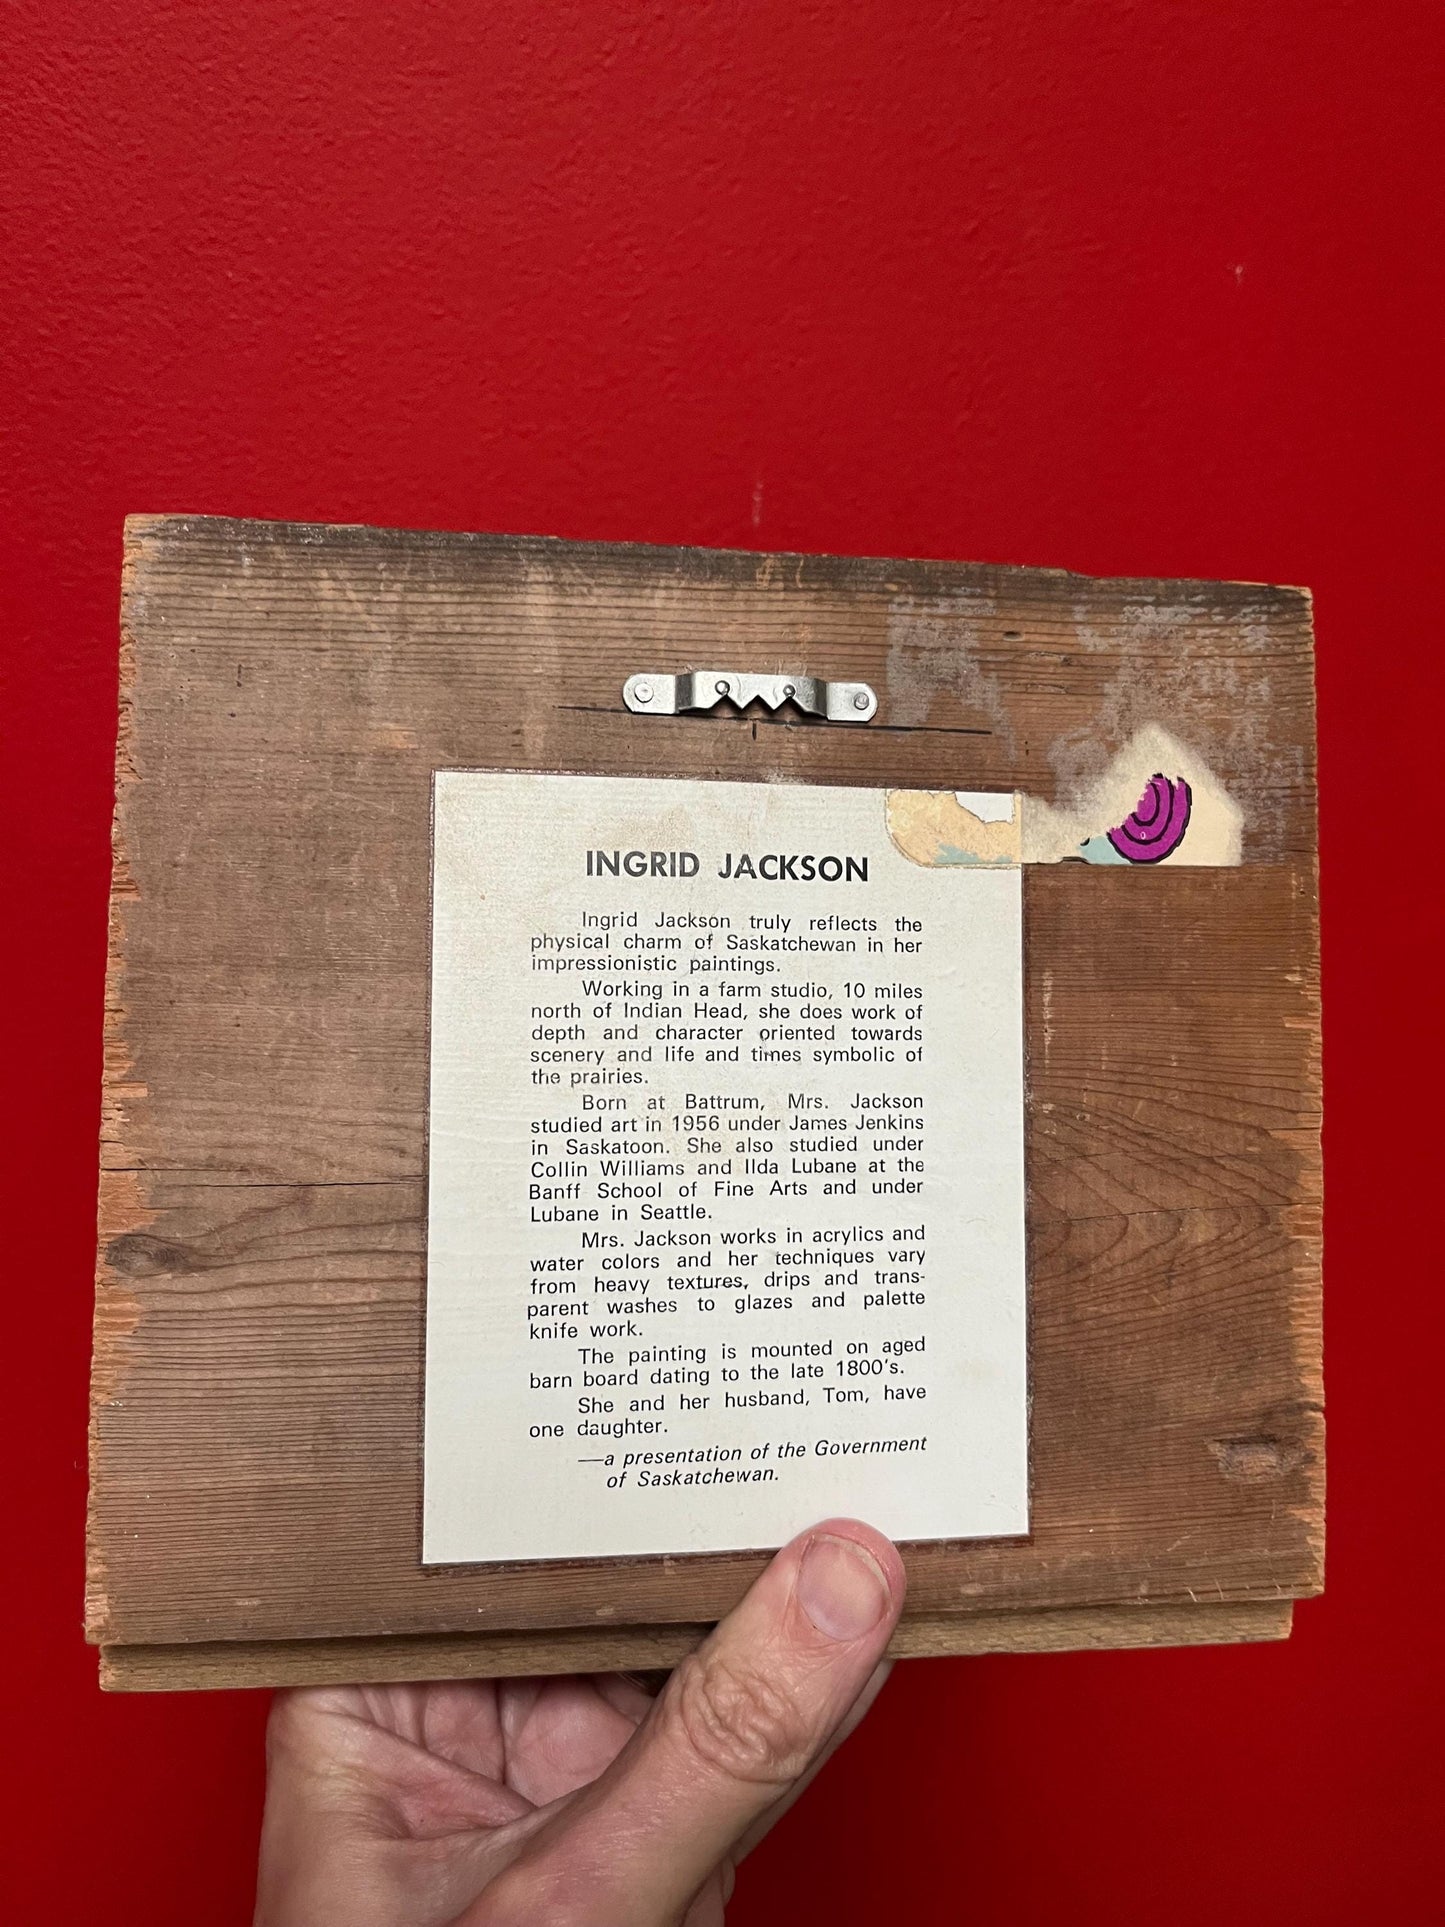 INGRID JACKSON
Ingrid Jackson truly reflects the
physical charm of Saskatchewan in her
impressionistic paintings.
Working in a farm studio, 10 miles
north of Indian Head, she does work of
depth and character oriented towards
scenery and life and times symbolic of
the prairies.
Born at Battrum, Mrs. Jackson
studied art in 1956 under James Jenkins
in Saskatoon. She also studied under
Collin Williams and Ilda Lubane at the
Banff School of Fine Arts and under
Lubane in Seattle.
Mrs. Jackson works in acrylics and
water colors and her techniques vary
from heavy textures, drips and trans-
parent washes to glazes and palette
knife work.
The painting is mounted on aged
barn board dating to the late 1800's.
She and her husband, Tom, have
one daughter.
—a presentation of the Government
of Saskatchewan.